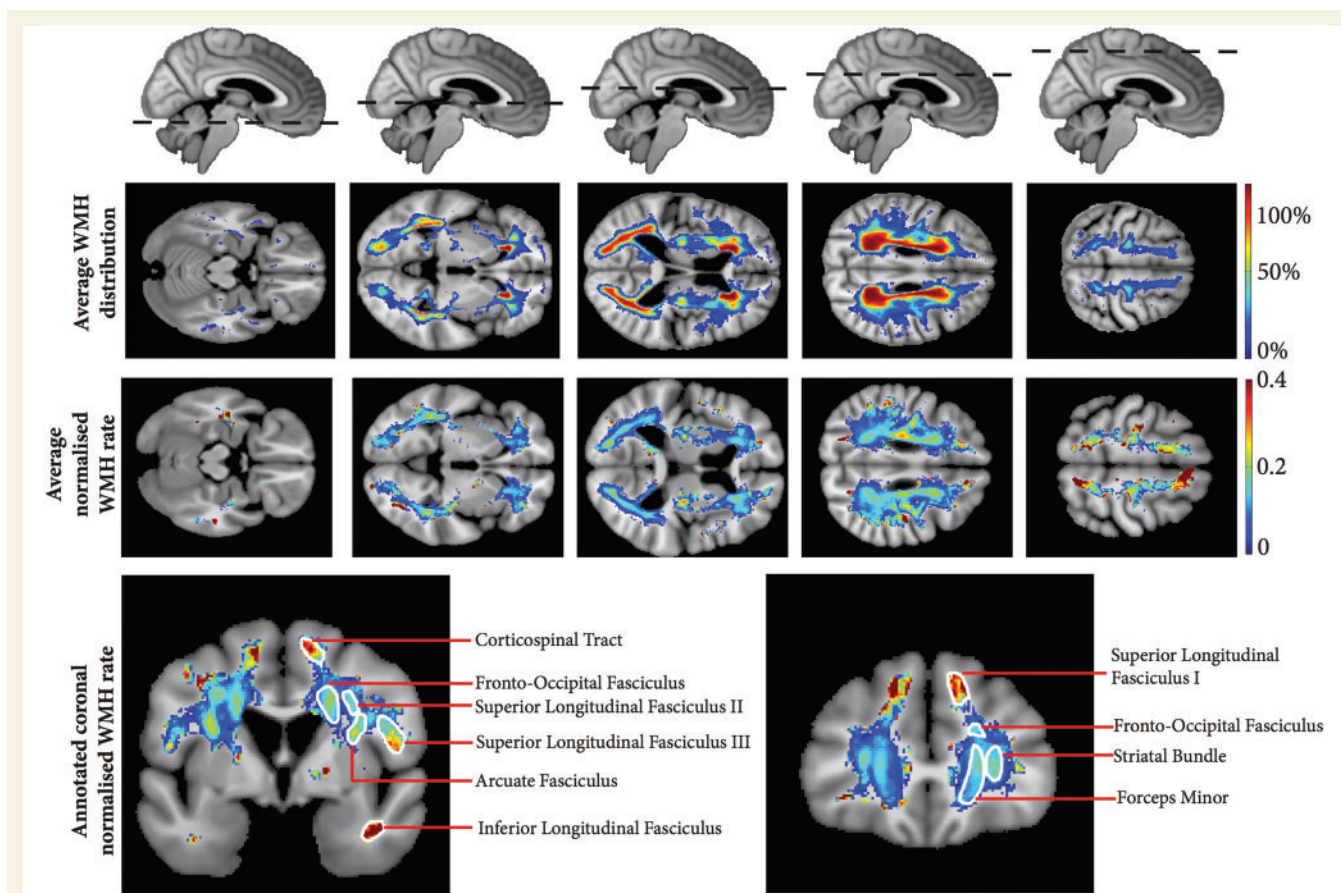 Average WMH
distribution
100%
50%
0%
Average
normalised
WMH rate
0.4
0.2
0
Annotated coronal
normalised WMH rate
Corticospinal Tract
Fronto-Occipital Fasciculus
Superior Longitudinal Fasciculus II
Superior Longitudinal Fasciculus III
Arcuate Fasciculus
Inferior Longitudinal Fasciculus
Superior Longitudinal
Fasciculus I
Fronto-Occipital Fasciculus
Striatal Bundle
Forceps Minor